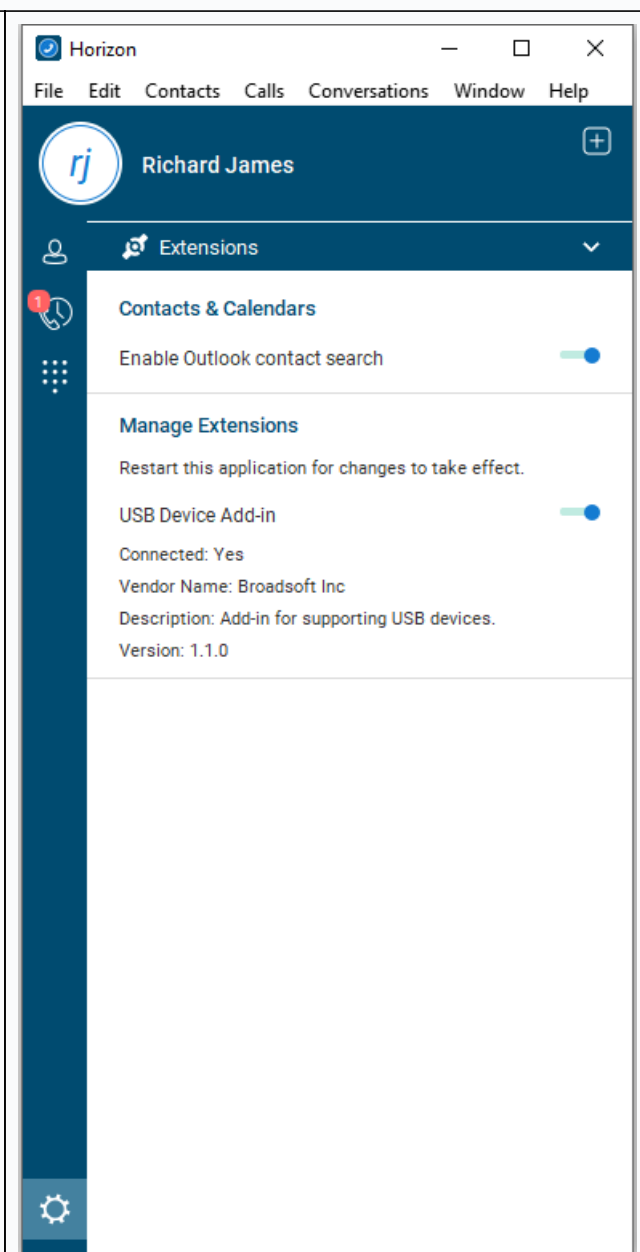 Horizon
File Edit Contacts Calls Conversations Window Help
rj
Richard James
Extensions
1
Contacts & Calendars
Enable Outlook contact search
Manage Extensions
Restart this application for changes to take effect.
USB Device Add-in
Connected: Yes
Vendor Name: Broadsoft Inc
Description: Add-in for supporting USB devices.
Version: 1.1.0